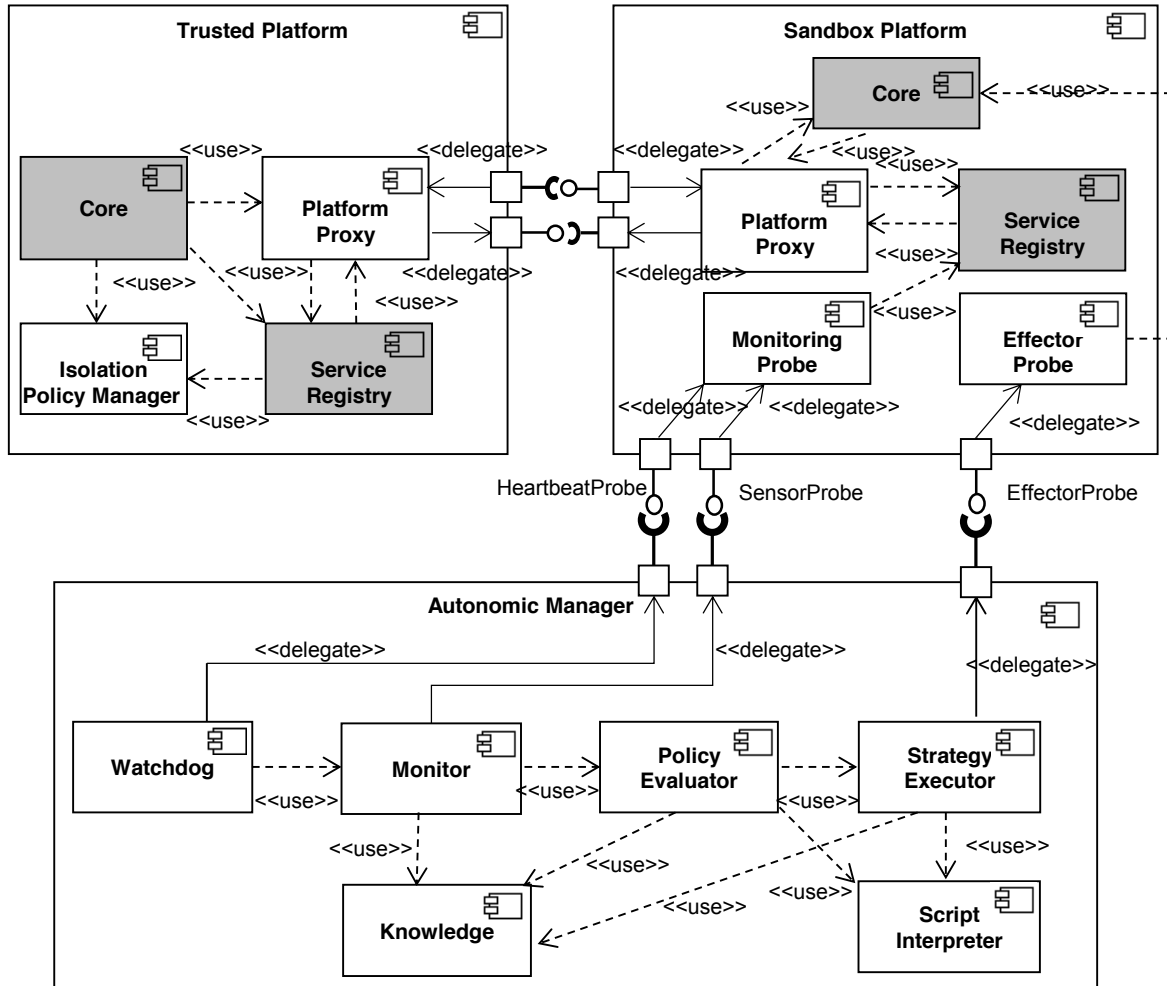 Trusted Platform
Sandbox Platform
Core
<<use>>
<<use>>
<<use>>
<<use>>
<<delegate>>
<<delegate>>
<<use>>
Core
Platform
Proxy
Platform
Proxy
Service
Registry
<<use>>
<<use>>
<<delegate>>
<<delegate>>
<<use>>
<<use>>
<<use>>
Isolation
Policy Manager
Service
Registry
Monitoring
Probe
Effector
Probe
<<use>>
<<delegate>>
<<delegate>>
<<delegate>>
HeartbeatProbe
SensorProbe
EffectorProbe
Autonomic Manager
<<delegate>>
<<delegate>>
<<delegate>>
Watchdog
Monitor
Policy
Evaluator
Strategy
Executor
<<use>>
<<use>>
<<use>>
<<use>>
<<use>>
<<use>>
<<use>>
<<use>>
Knowledge
Script
Interpreter